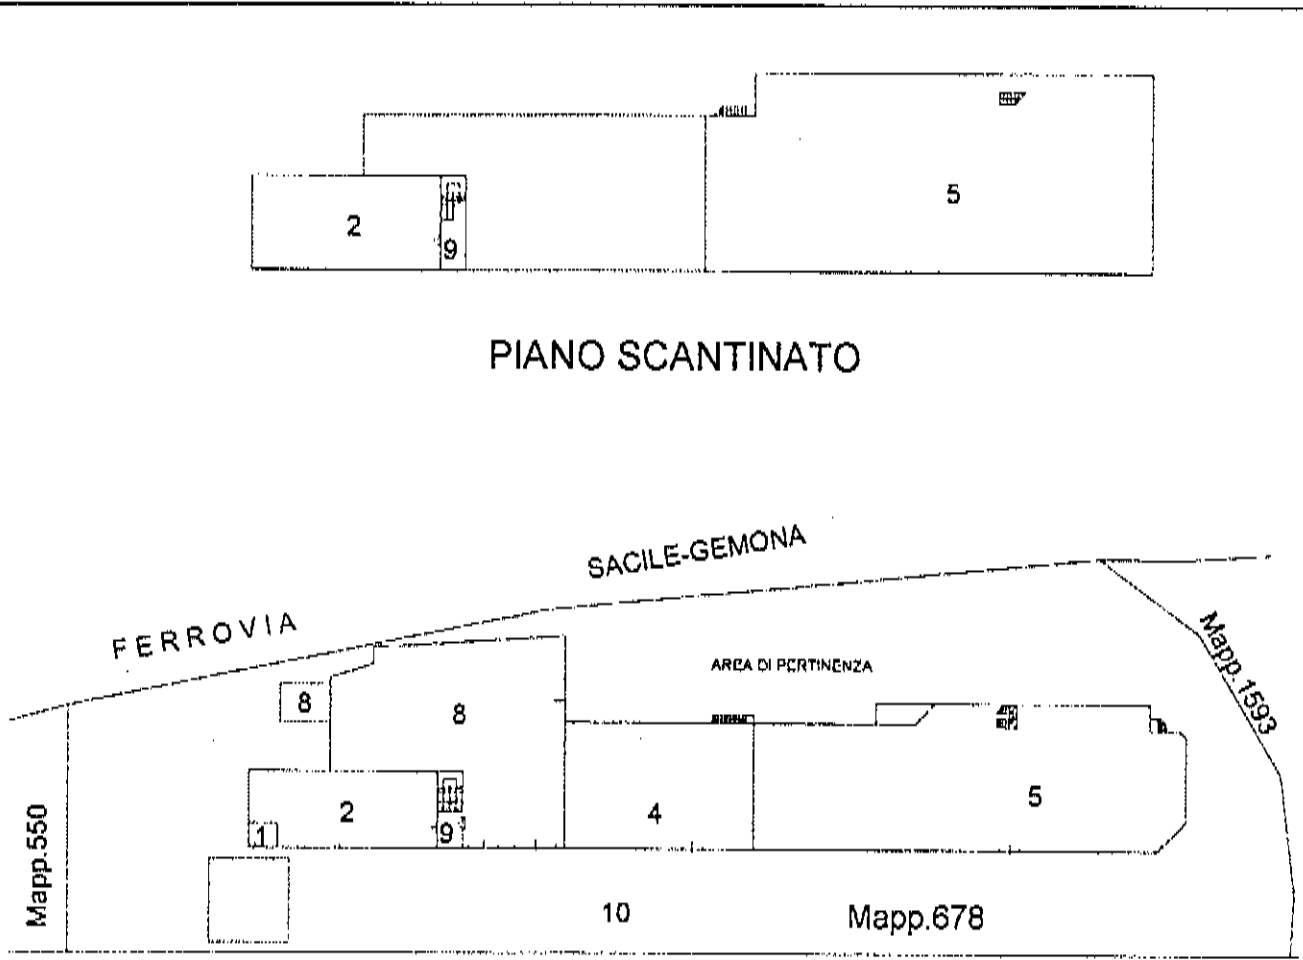 2
9
5
PIANO SCANTINATO
SACILE-GEMONA
FERROVIA
AREA DI PERTINENZA
Mapp.1593
8
8
2
1
9
4
5
Mapp.550
10
Mapp.678